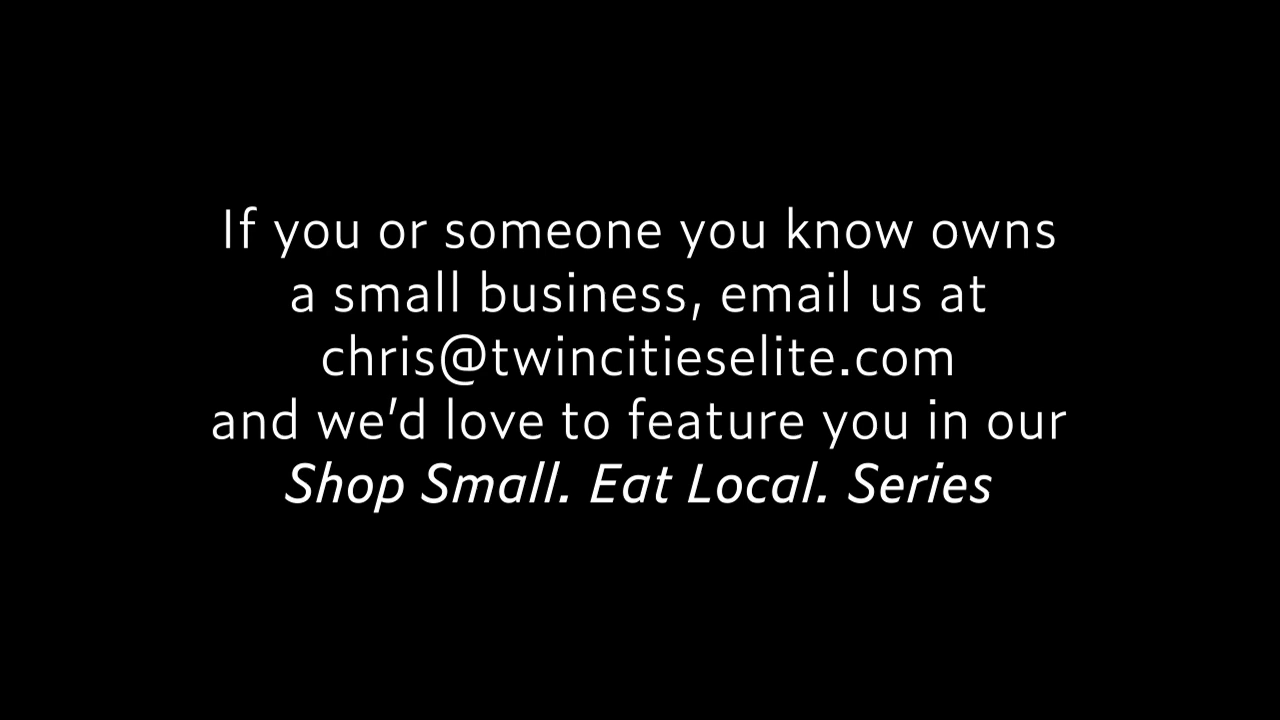 If you or someone you know owns
a small business, email us at
chris@twincitieselite.com
and we’d love to feature you in our
Shop Small. Eat Local. Series